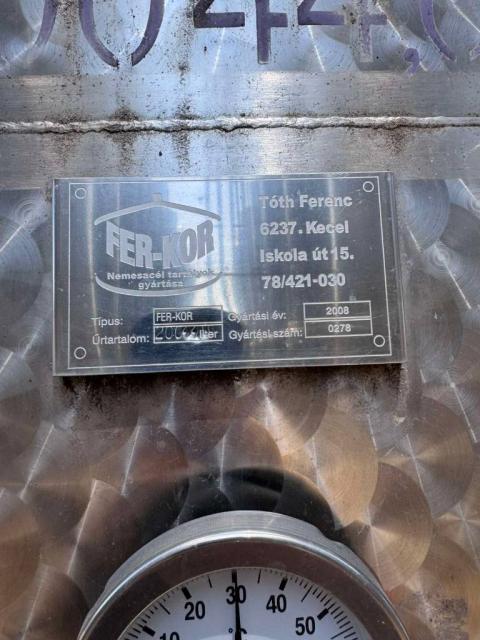 FER-KOR
Nemesacél tartályok
gyártása
Tóth Ferenc
6237. Kecel
Iskola út 15.
78/421-030
Típus: FER-KOR Gyártási év: 2008
Űrtartalom: liter Gyártási szám: 0278
10 20 30 40 50
°C